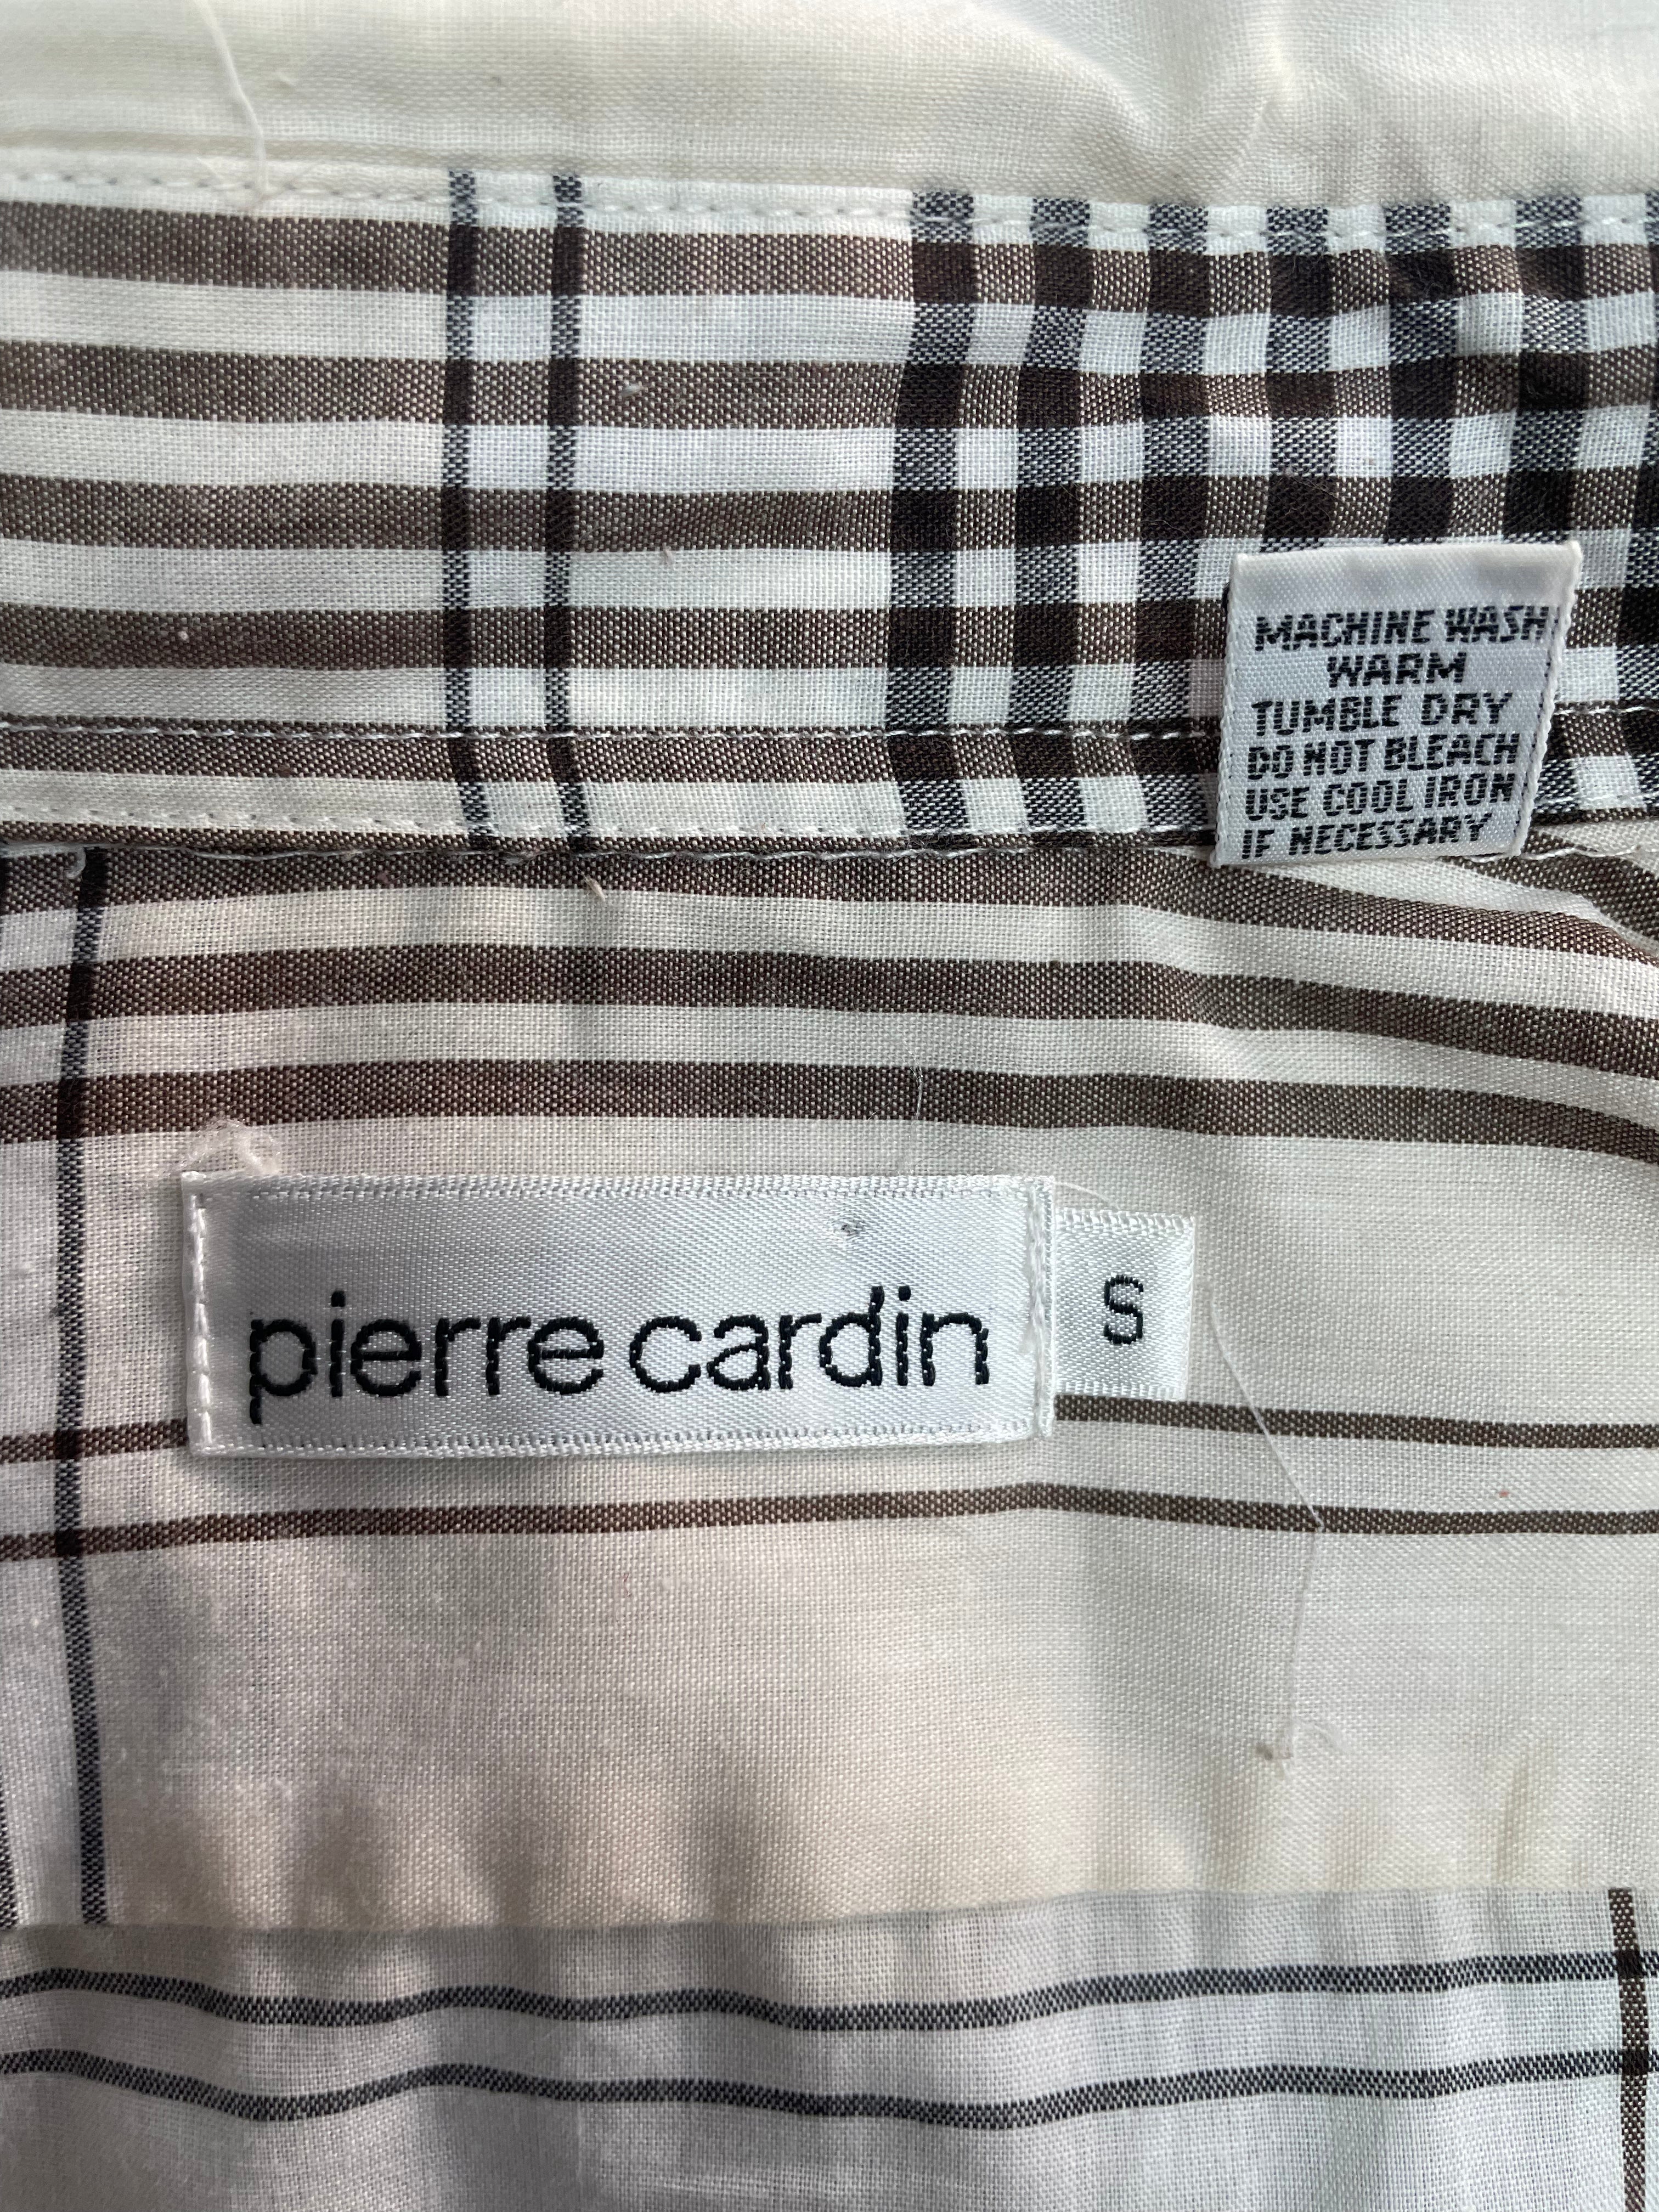 MACHINE WASH
WARM
TUMBLE DRY
DO NOT BLEACH
USE COOL IRON
IF NECESSARY
pierre cardin
S